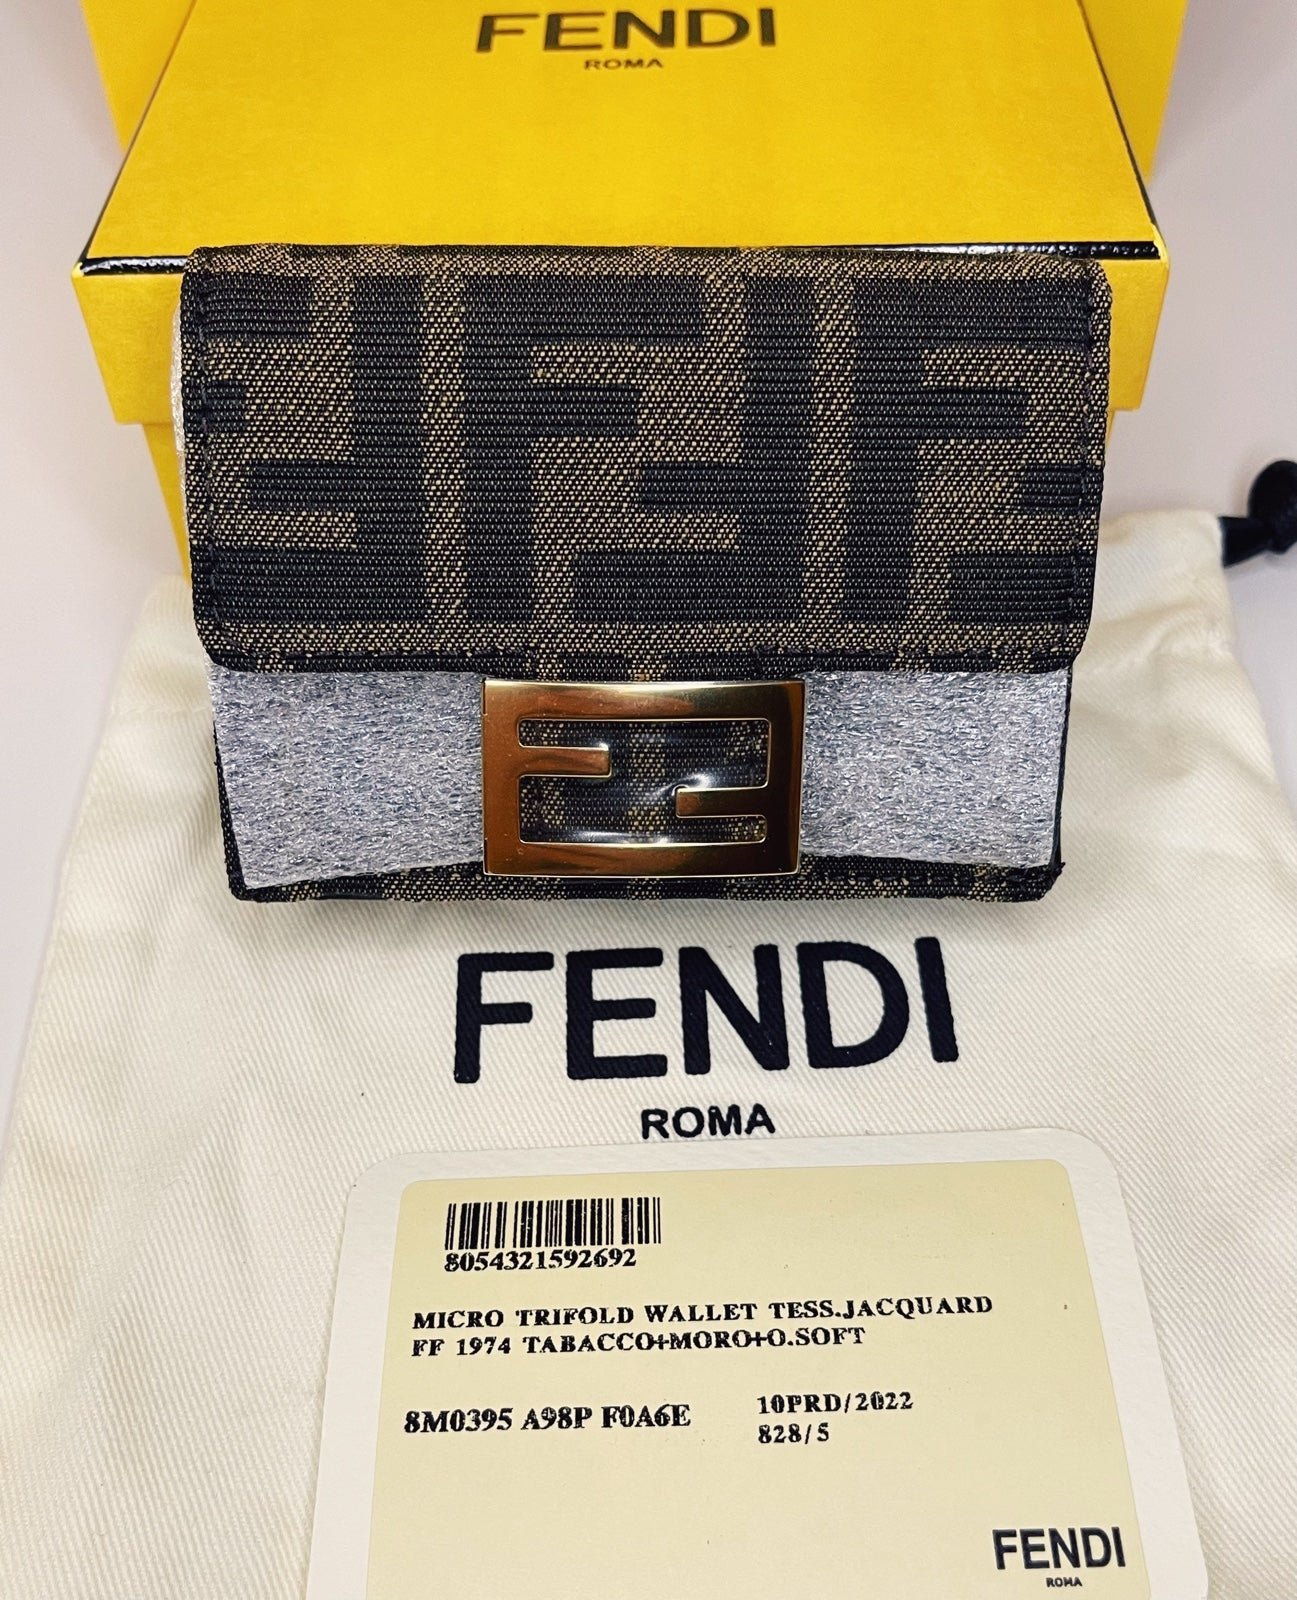 FENDI
ROMA
FENDI
ROMA
8054321592692
MICRO TRIFOLD WALLET TESS.JACQUARD
FF 1974 TABACCO+MORO+O.SOFT
8M0395 A98P F0A6E
10PRD/2022
828/5
FENDI
ROMA